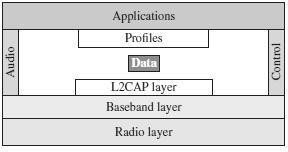 Applications
Profiles
Audio
Data
Control
L2CAP layer
Baseband layer
Radio layer